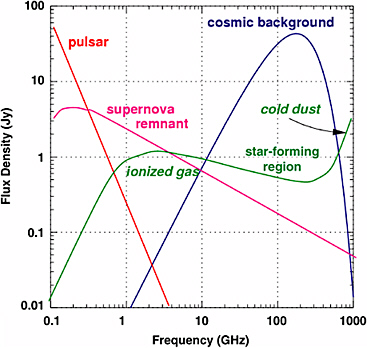 100
10
1
0.1
0.01
Flux Density (Jy)
cosmic background
pulsar
supernova
remnant
cold dust
star-forming
region
ionized gas
0.1
1
10
100
1000
Frequency (GHz)